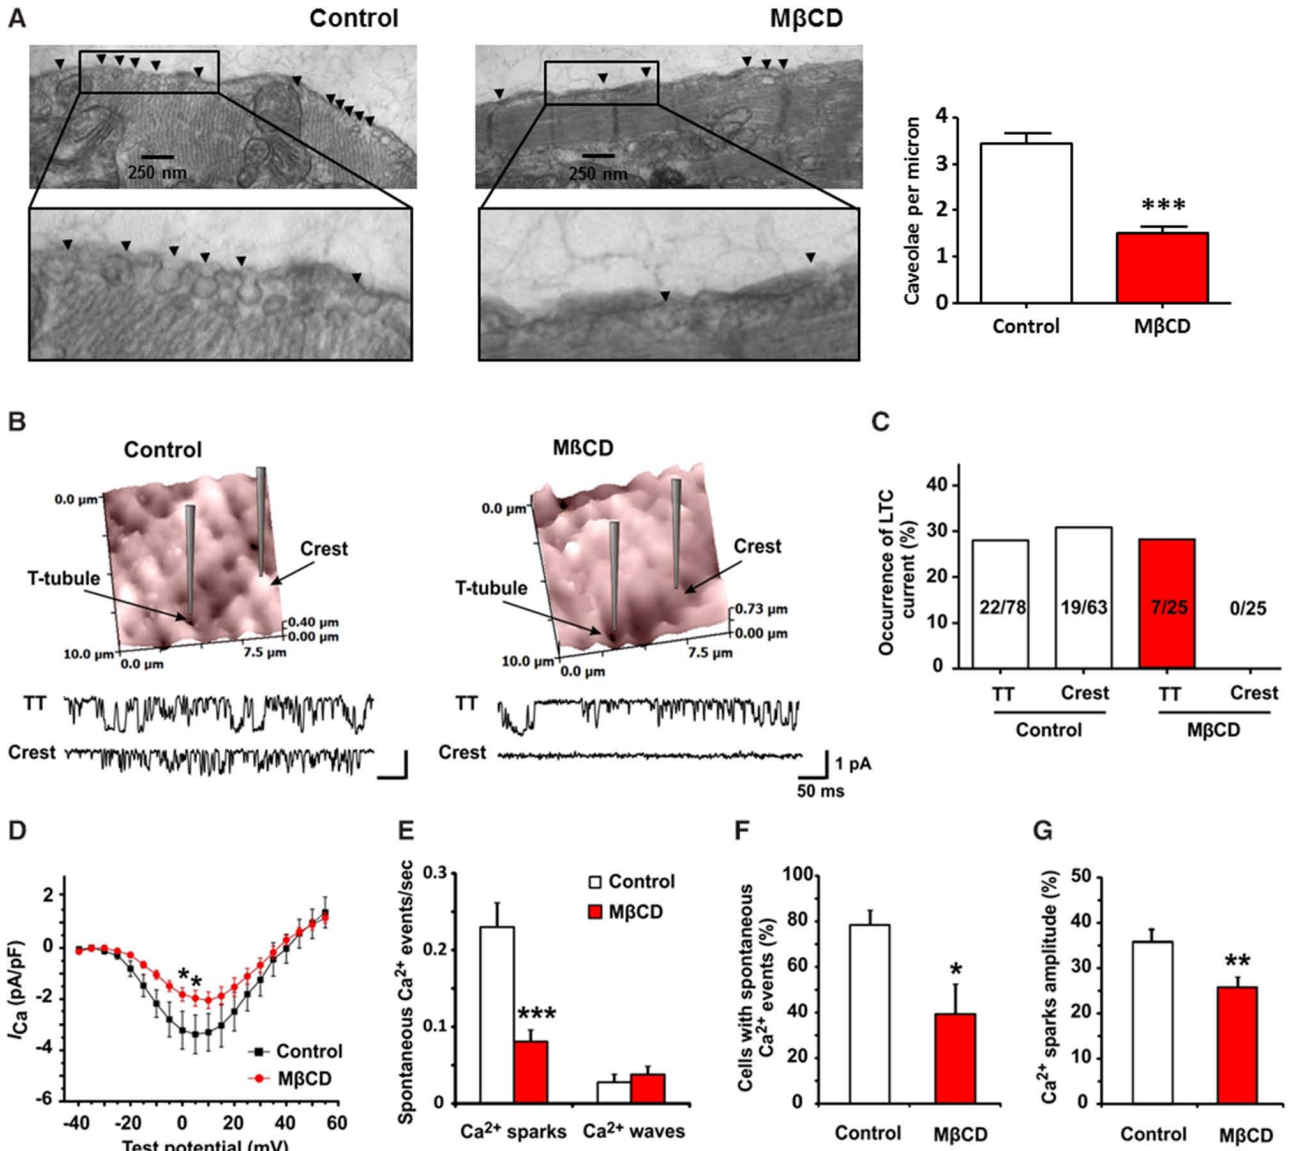 A
Control
MβCD
250 nm
250 nm
Caveolae per micron
4
3
2
1
0
***
Control
MβCD
B
Control
0.0 μm
T-tubule
Crest
0.40 μm
0.00 μm
10.0 μm
0.0 μm
7.5 μm
TT
Crest
MßCD
0.0 μm
T-tubule
Crest
0.73 μm
0.00 μm
10.0 μm
0.0 μm
7.5 μm
TT
Crest
1 pA
50 ms
C
Occurrence of LTC
current (%)
40
30
20
10
0
22/78
19/63
7/25
0/25
TT
Crest
TT
Crest
Control
MβCD
D
ICa (pA/pF)
2
0
-2
-4
-6
**
Control
MβCD
-40
-20
0
20
40
60
Test potential (mV)
E
Spontaneous Ca2+ events/sec
0.3
0.2
0.1
0
Control
MβCD
***
Ca2+ sparks
Ca2+ waves
F
Cells with spontaneous
Ca2+ events (%)
100
80
60
40
20
0
*
Control
MβCD
G
Ca2+ sparks amplitude (%)
50
40
30
20
10
0
**
Control
MβCD